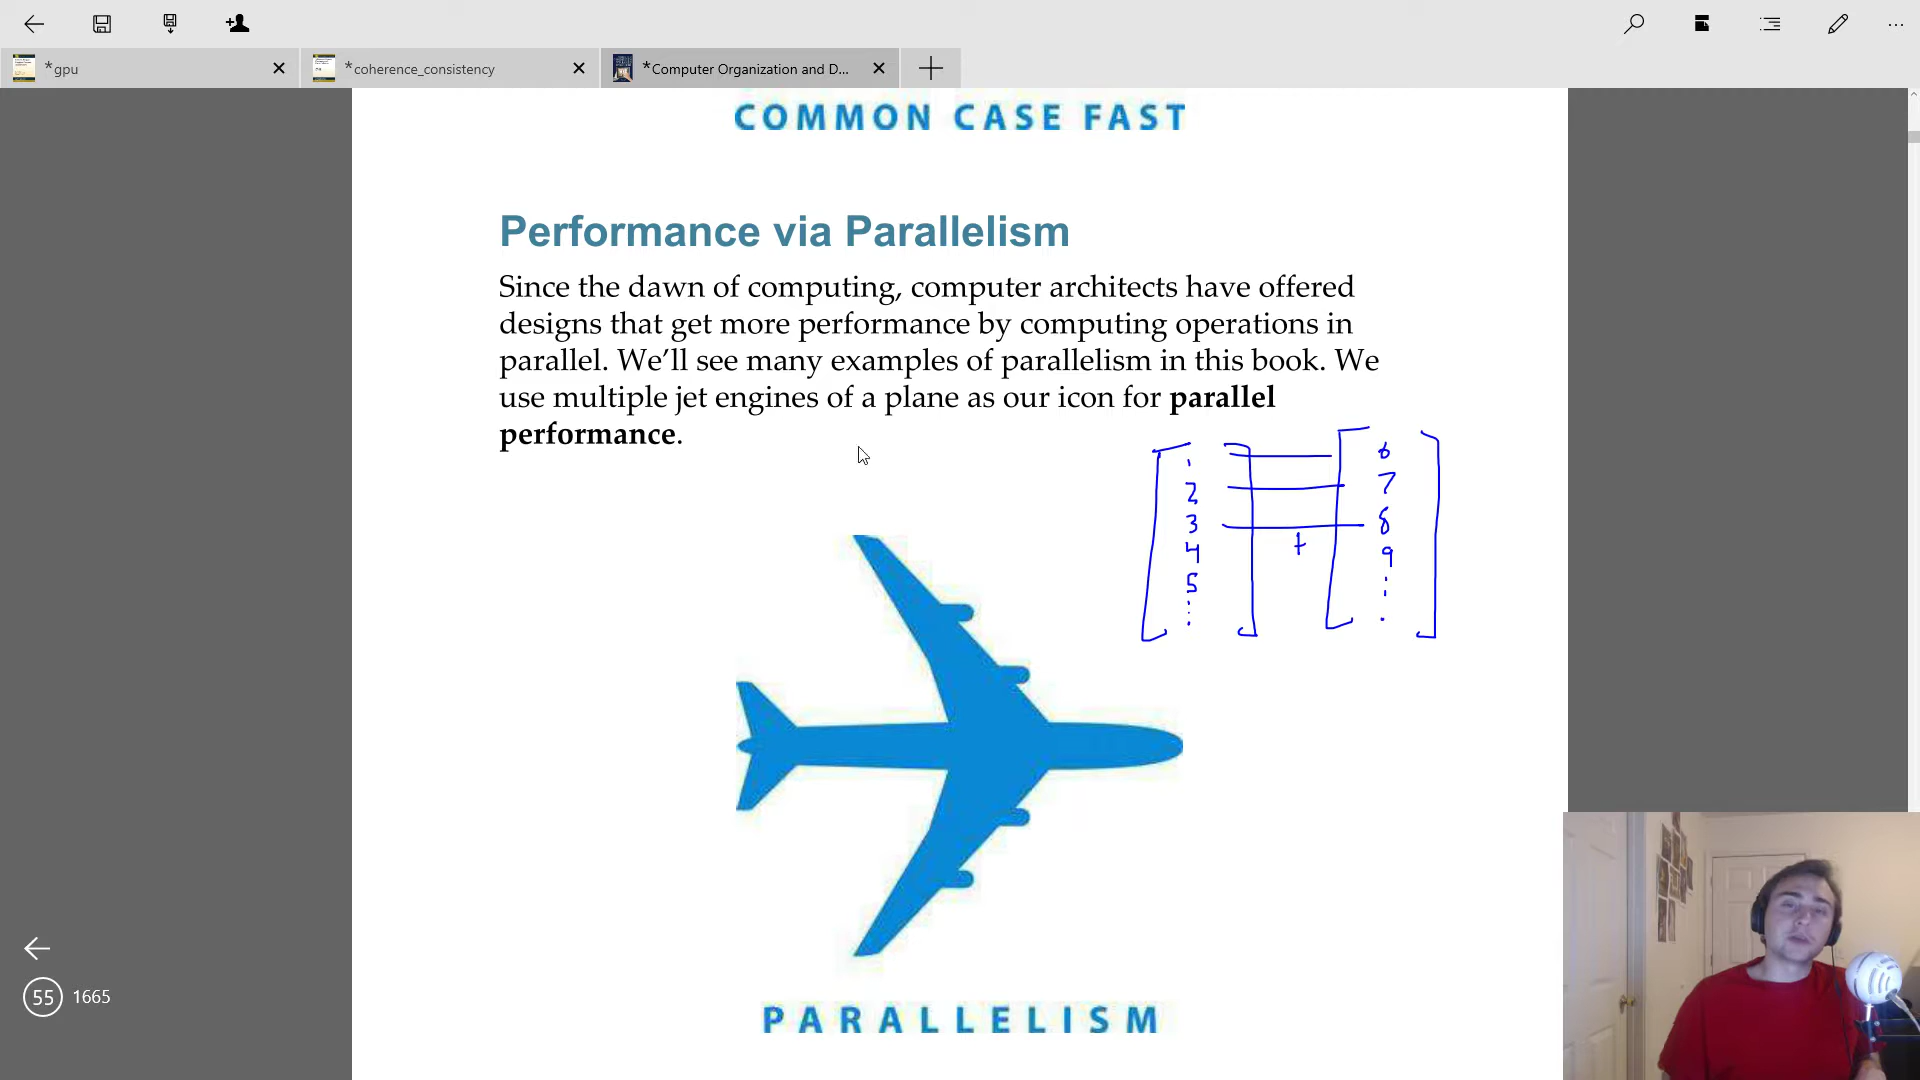 *gpu
*coherence_consistency
*Computer Organization and D...
COMMON CASE FAST
Performance via Parallelism
Since the dawn of computing, computer architects have offered
designs that get more performance by computing operations in
parallel. We’ll see many examples of parallelism in this book. We
use multiple jet engines of a plane as our icon for parallel
performance.
1 6
2 7
3 8
+
4 9
5 :
: .
PARALLELISM
55 1665